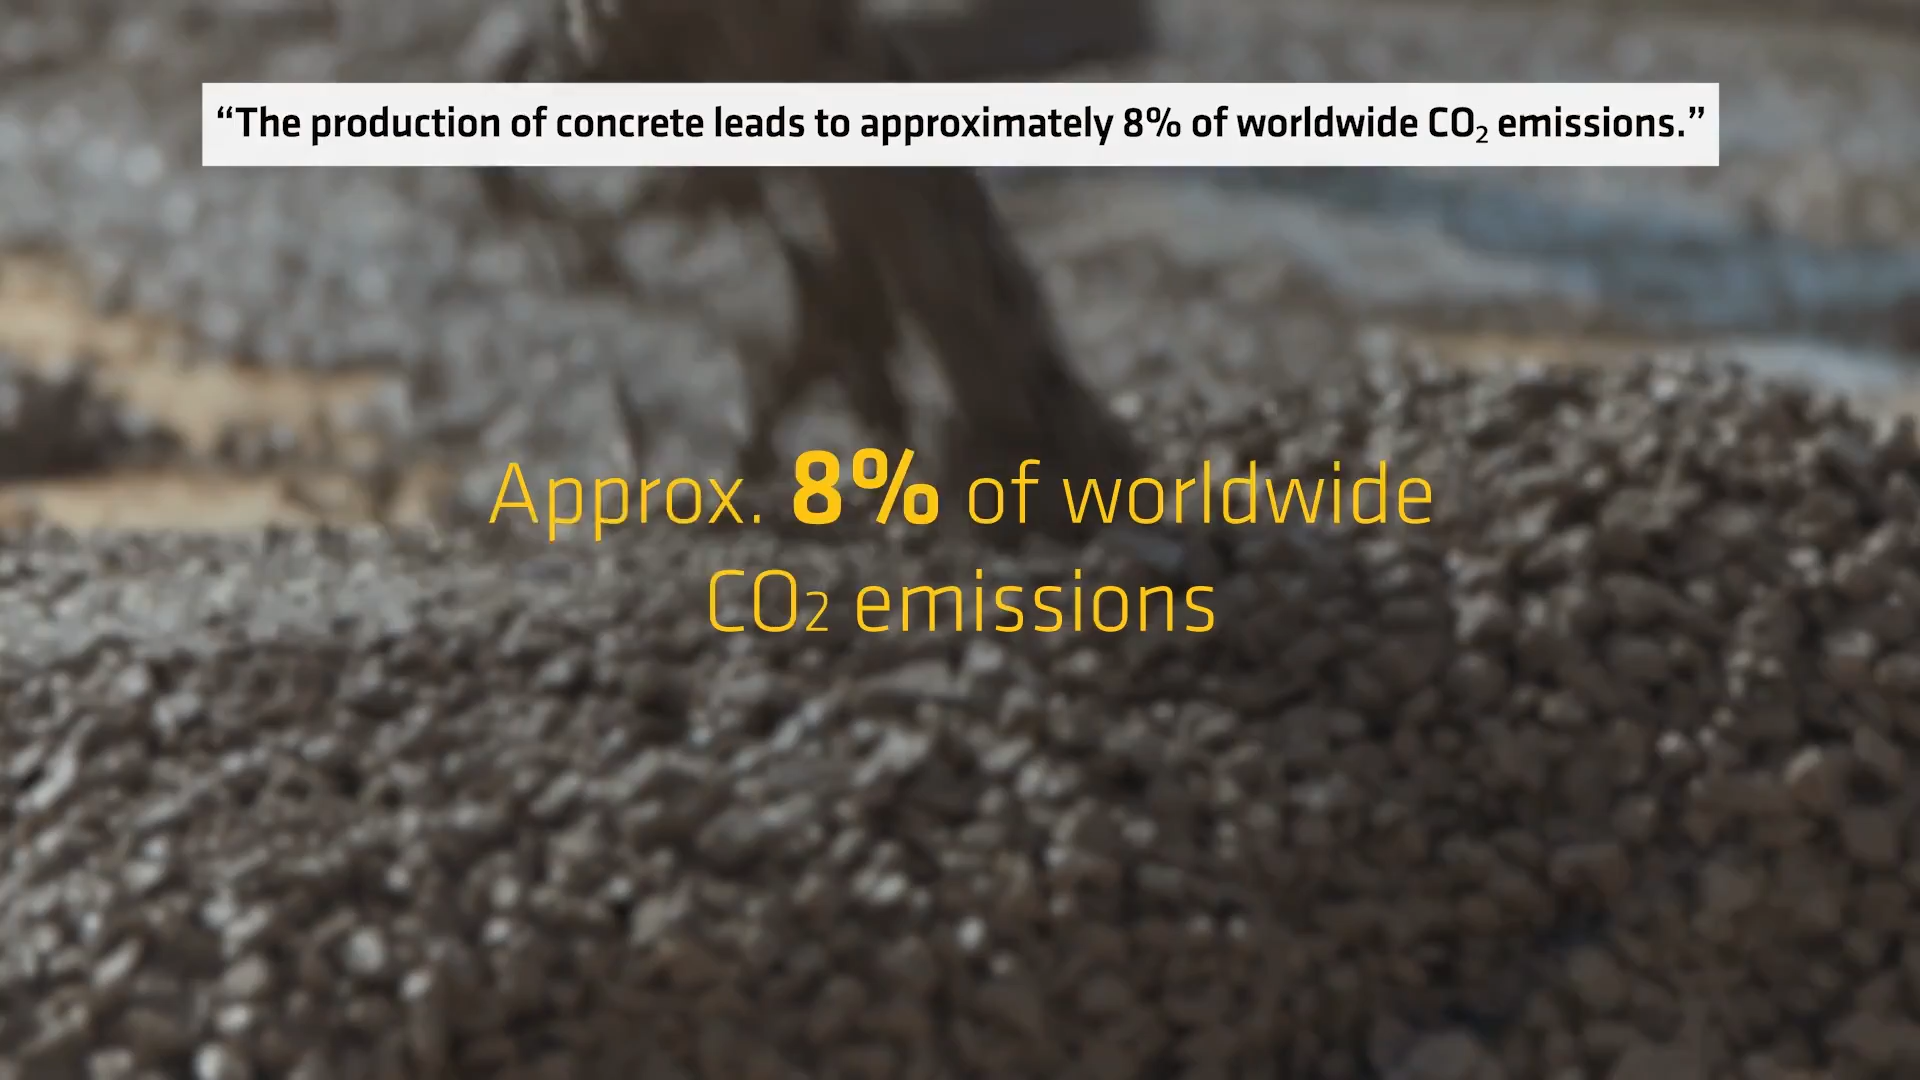 “The production of concrete leads to approximately 8% of worldwide CO₂ emissions.”
Approx. 8% of worldwide
CO₂ emissions